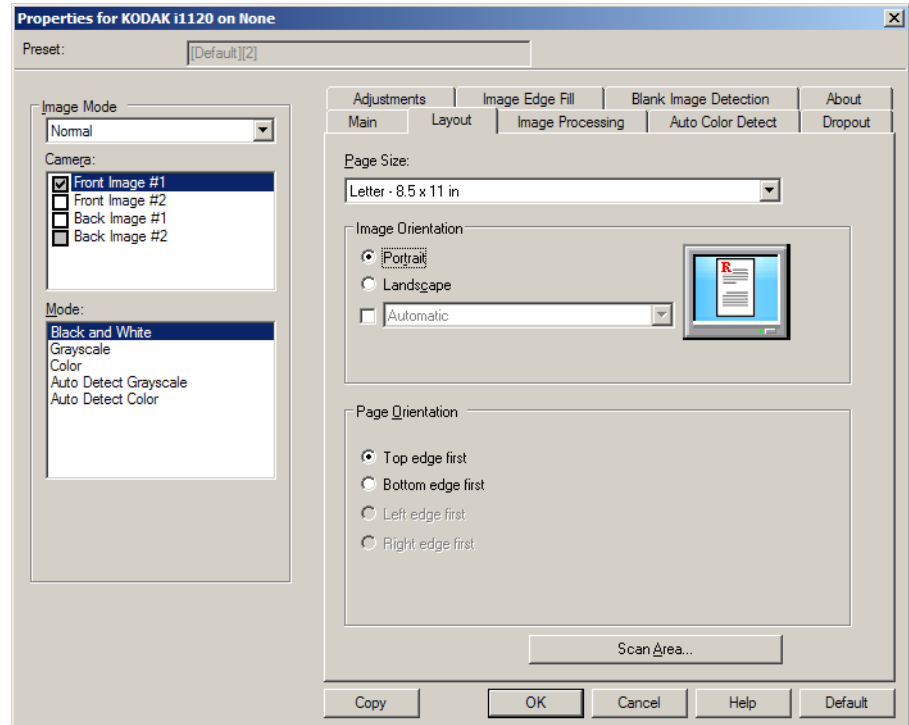 Properties for KODAK i1120 on None
Preset:
[Default][2]
Image Mode
Normal
Camera:
Front Image #1
Front Image #2
Back Image #1
Back Image #2
Mode:
Black and White
Grayscale
Color
Auto Detect Grayscale
Auto Detect Color
Adjustments
Image Edge Fill
Blank Image Detection
About
Main
Layout
Image Processing
Auto Color Detect
Dropout
Page Size:
Letter - 8.5 x 11 in
Image Orientation
Portrait
Landscape
Automatic
R
Page Orientation
Top edge first
Bottom edge first
Left edge first
Right edge first
Scan Area...
Copy
OK
Cancel
Help
Default